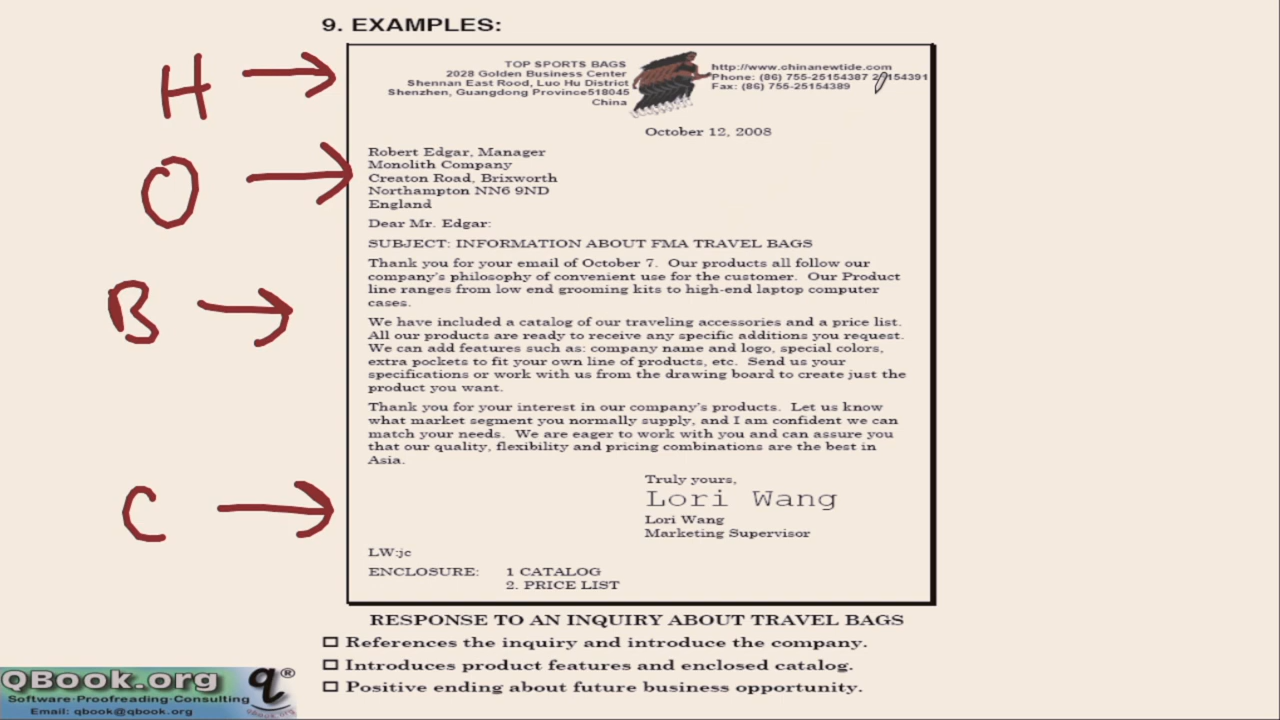 9. EXAMPLES:
H
TOP SPORTS BAGS
2028 Golden Business Center
Shennan East Rood, Luo Hu District
Shenzhen, Guangdong Province518045
China
http://www.chinanewtide.com
Phone: (86) 755-25154387
Fax: (86) 755-25154389
October 12, 2008
O
Robert Edgar, Manager
Monolith Company
Creaton Road, Brixworth
Northampton NN6 9ND
England
Dear Mr. Edgar:
SUBJECT: INFORMATION ABOUT FMA TRAVEL BAGS
B
Thank you for your email of October 7. Our products all follow our
company's philosophy of convenient use for the customer. Our Product
line ranges from low end grooming kits to high-end laptop computer
cases.
We have included a catalog of our traveling accessories and a price list.
All our products are ready to receive any specific additions you request.
We can add features such as: company name and logo, special colors,
extra pockets to fit your own line of products, etc. Send us your
specifications or work with us from the drawing board to create just the
product you want.
Thank you for your interest in our company's products. Let us know
what market segment you normally supply, and I am confident we can
match your needs. We are eager to work with you and can assure you
that our quality, flexibility and pricing combinations are the best in
Asia.
C
Truly yours,
Lori Wang
Lori Wang
Marketing Supervisor
LW:jc
ENCLOSURE: 1 CATALOG
2. PRICE LIST
RESPONSE TO AN INQUIRY ABOUT TRAVEL BAGS
References the inquiry and introduce the company.
Introduces product features and enclosed catalog.
Positive ending about future business opportunity.
QBook.org q®
Software·Proofreading·Consulting
Email: qbook@qbook.org
qbook.org